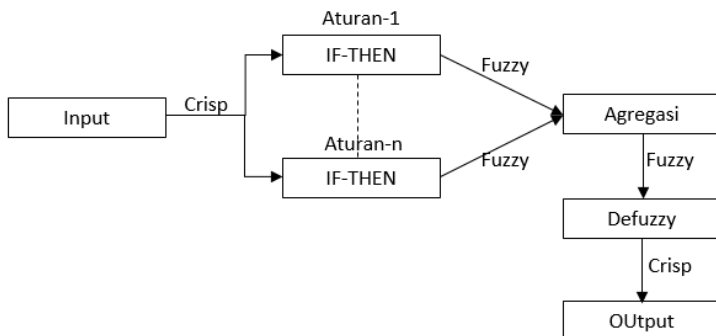 Aturan-1
IF-THEN
Fuzzy
Crisp
Input
Agregasi
Aturan-n
IF-THEN
Fuzzy
Fuzzy
Defuzzy
Crisp
OUtput